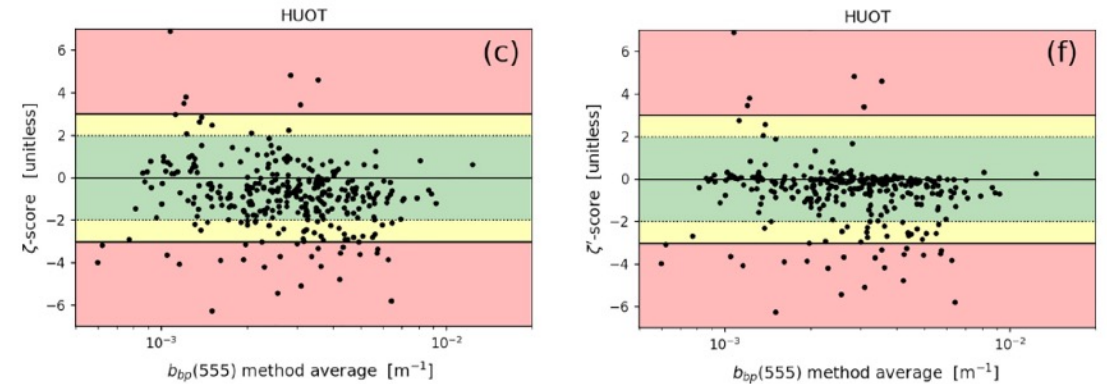 HUOT
(c)
6
4
2
0
−2
−4
−6
ζ-score [unitless]
10⁻³
10⁻²
b_bp(555) method average [m⁻¹]
HUOT
(f)
6
4
2
0
−2
−4
−6
ζ′-score [unitless]
10⁻³
10⁻²
b_bp(555) method average [m⁻¹]